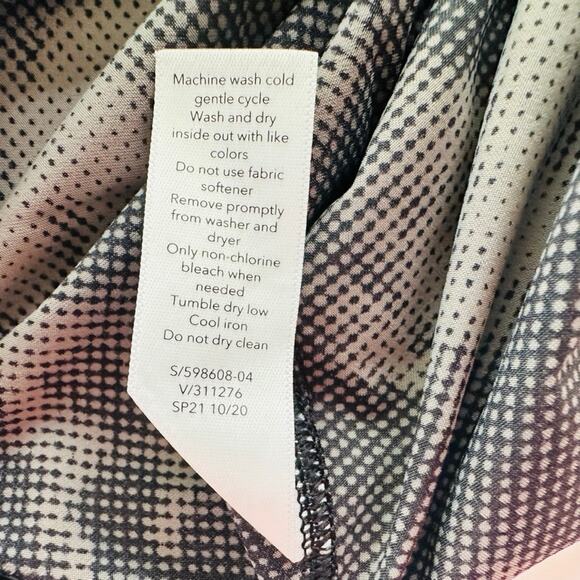 Machine wash cold
gentle cycle
Wash and dry
inside out with like
colors
Do not use fabric
softener
Remove promptly
from washer and
dryer
Only non-chlorine
bleach when
needed
Tumble dry low
Cool iron
Do not dry clean
S/598608-04
V/311276
SP21 10/20